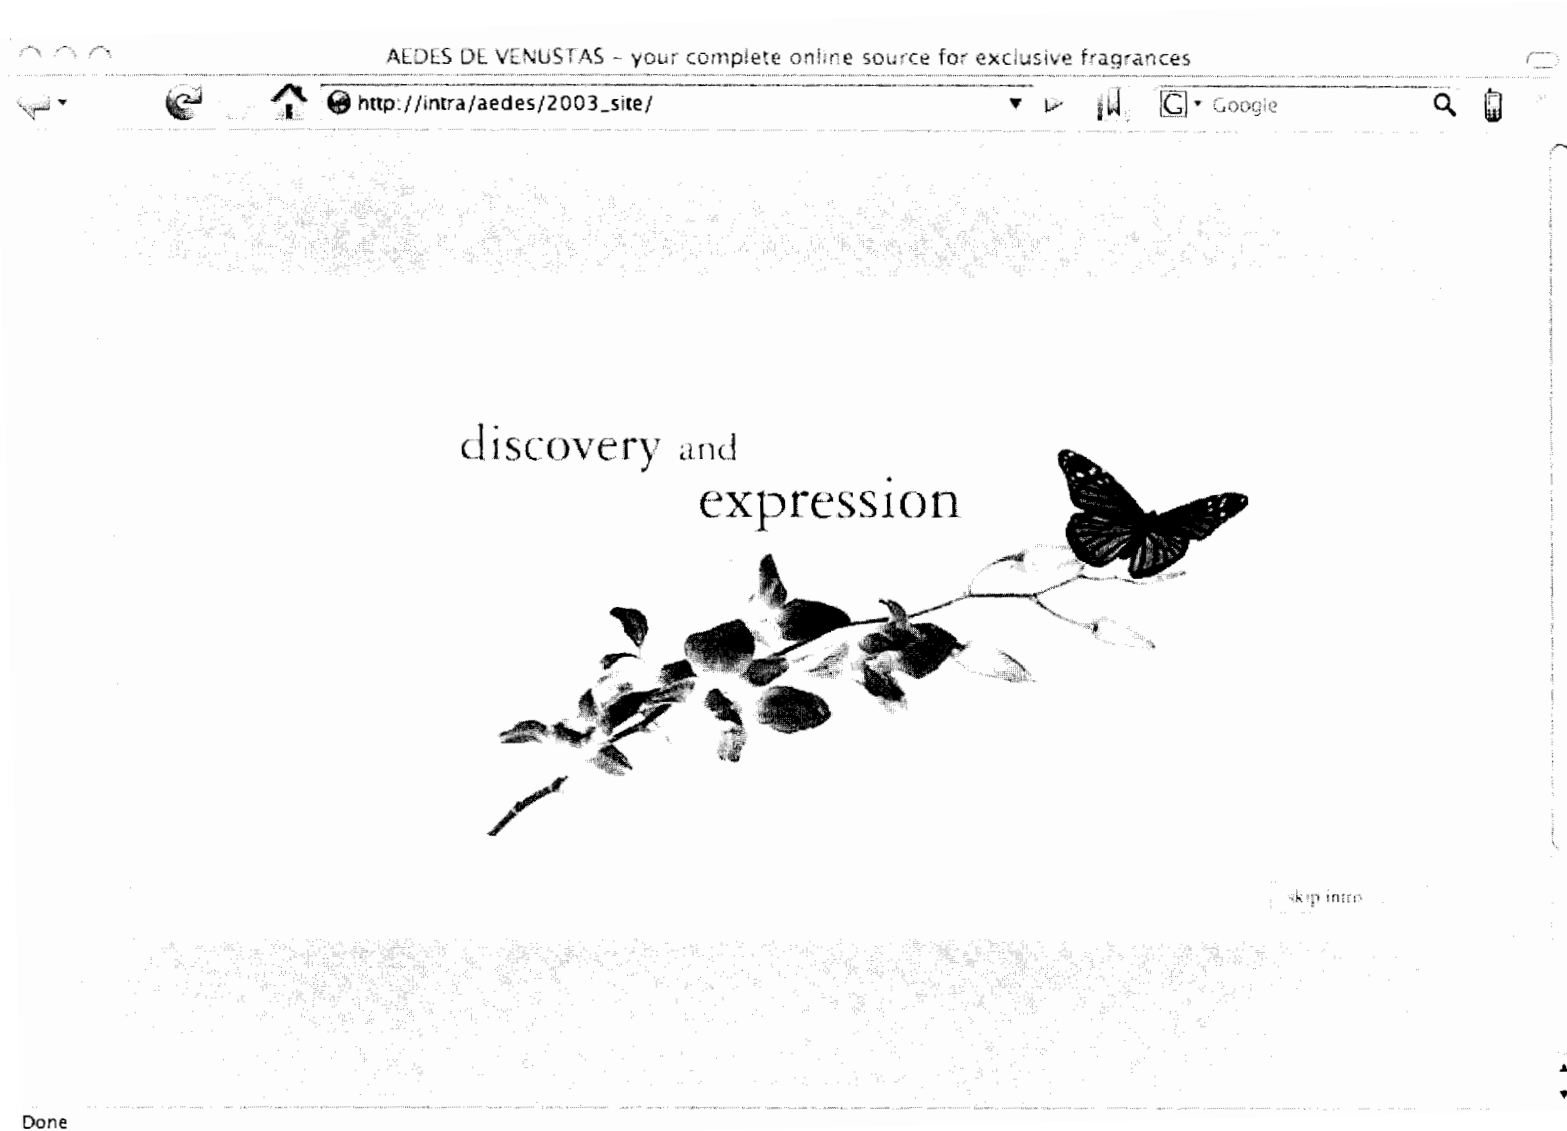 AEDES DE VENUSTAS – your complete online source for exclusive fragrances
http://intra/aedes/2003_site/
G Google
discovery and
expression
skip intro
Done